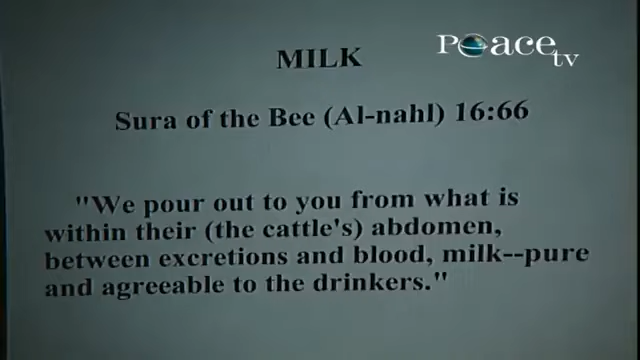 Peace tv
MILK
Sura of the Bee (Al-nahl) 16:66
"We pour out to you from what is
within their (the cattle's) abdomen,
between excretions and blood, milk--pure
and agreeable to the drinkers."